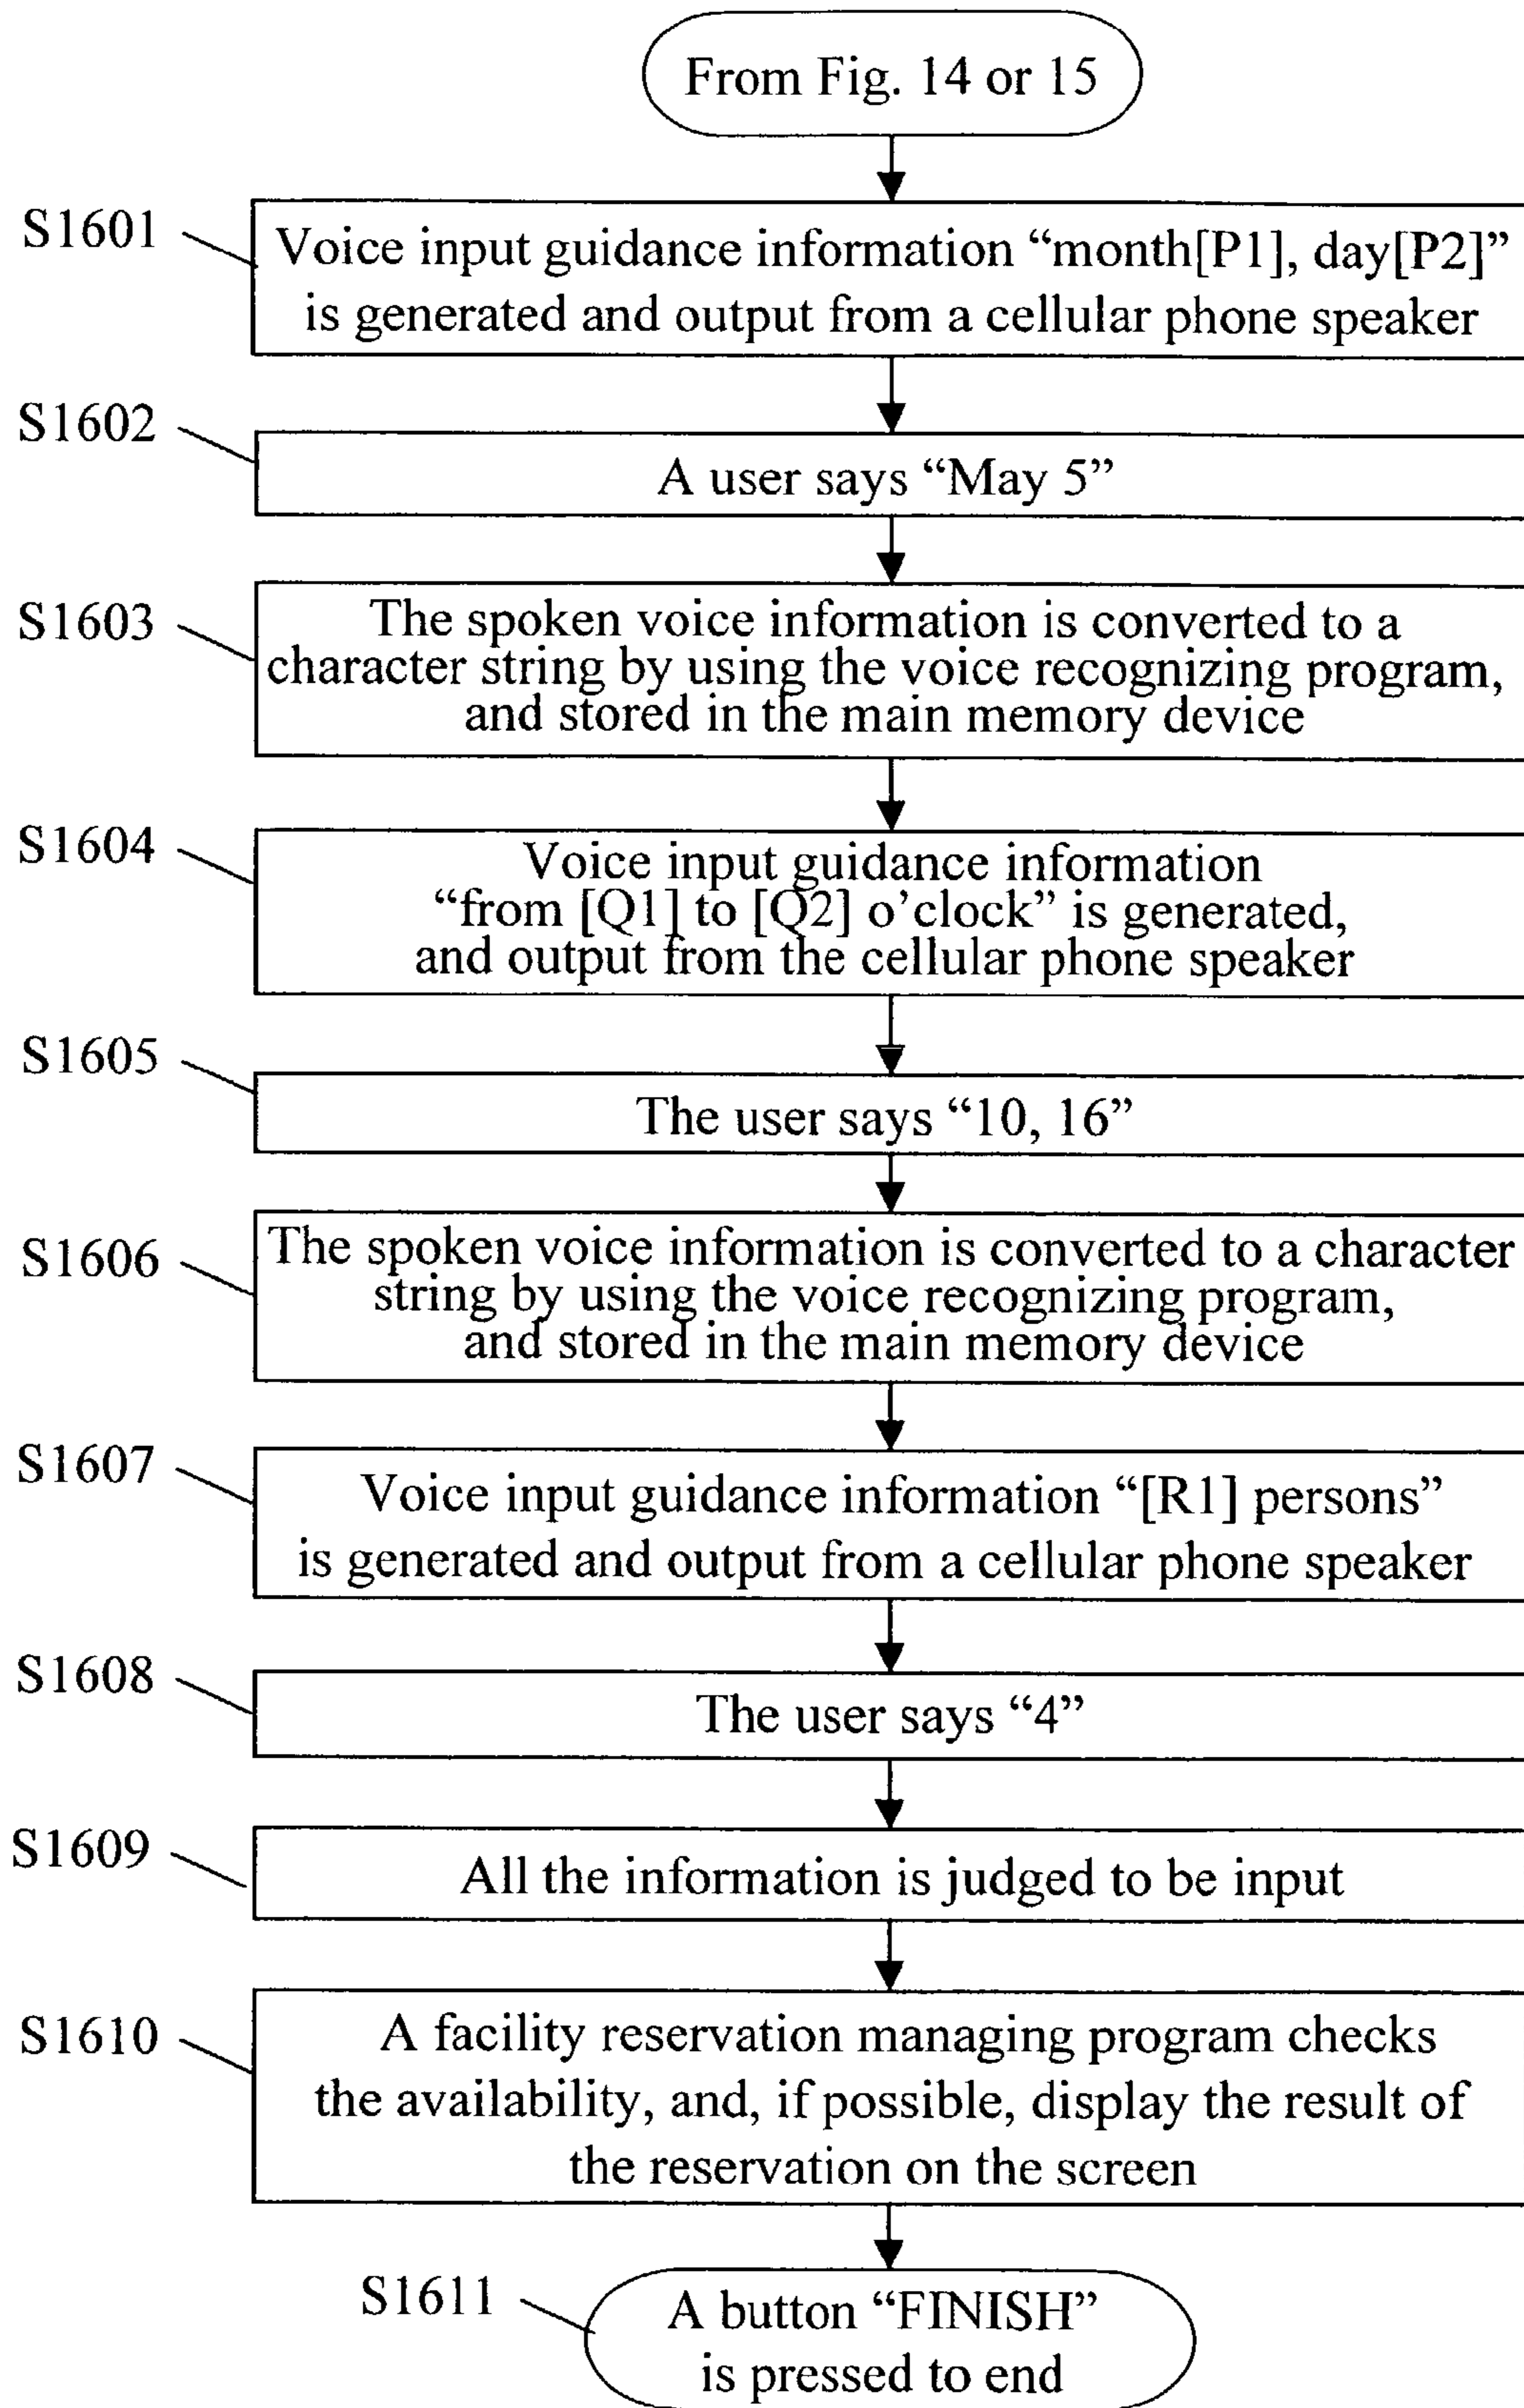 From Fig. 14 or 15
S1601
Voice input guidance information “month[P1], day[P2]”
is generated and output from a cellular phone speaker
S1602
A user says “May 5”
S1603
The spoken voice information is converted to a
character string by using the voice recognizing program,
and stored in the main memory device
S1604
Voice input guidance information
“from [Q1] to [Q2] o’clock” is generated,
and output from the cellular phone speaker
S1605
The user says “10, 16”
S1606
The spoken voice information is converted to a character
string by using the voice recognizing program,
and stored in the main memory device
S1607
Voice input guidance information “[R1] persons”
is generated and output from a cellular phone speaker
S1608
The user says “4”
S1609
All the information is judged to be input
S1610
A facility reservation managing program checks
the availability, and, if possible, display the result of
the reservation on the screen
S1611
A button “FINISH”
is pressed to end